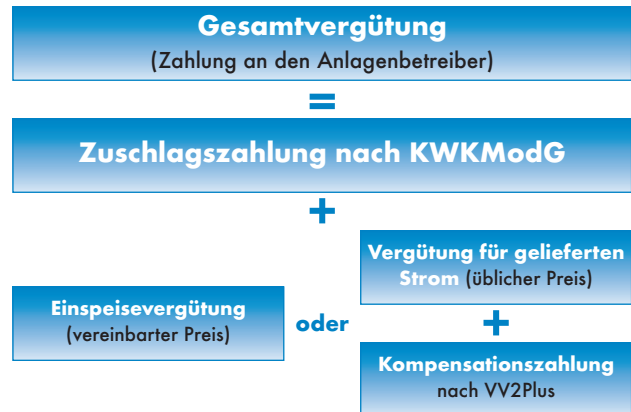 Gesamtvergütung
(Zahlung an den Anlagenbetreiber)
=
Zuschlagszahlung nach KWKModG
+
Einspeisevergütung
(vereinbarter Preis)
oder
Vergütung für gelieferten
Strom (üblicher Preis)
+
Kompensationszahlung
nach VV2Plus